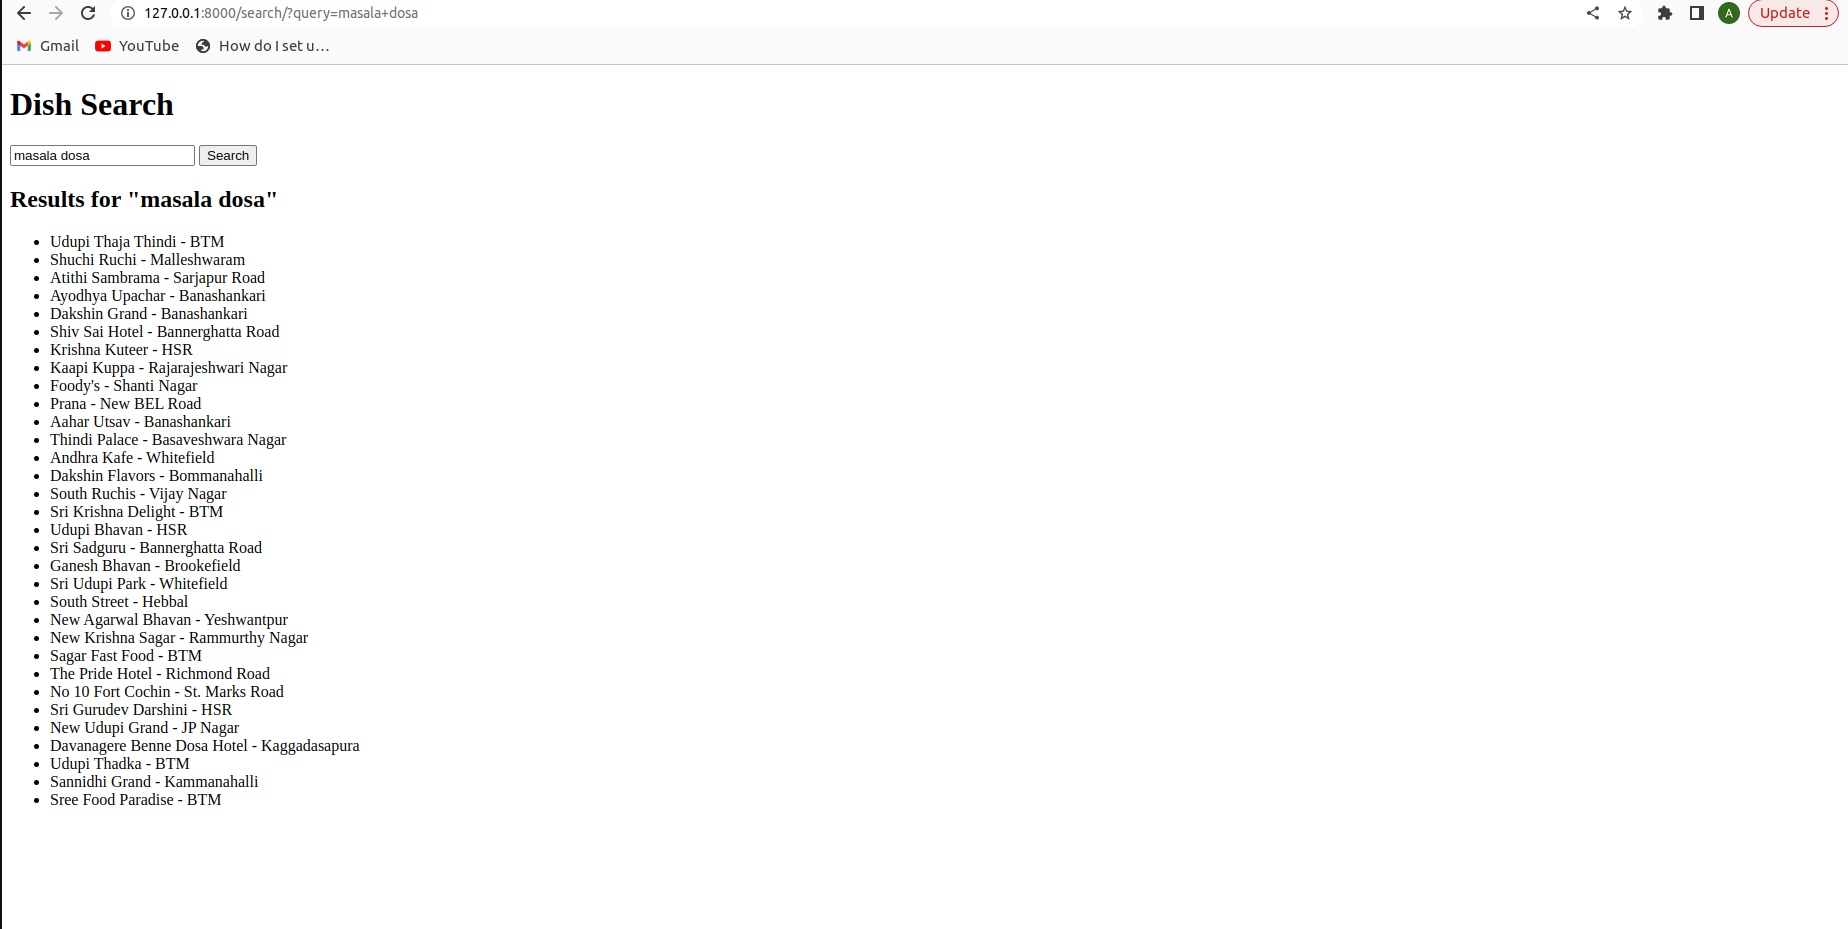 127.0.0.1:8000/search/?query=masala+dosa
A
Update
Gmail YouTube How do I set u…
Dish Search
masala dosa Search
Results for "masala dosa"
Udupi Thaja Thindi - BTM
Shuchi Ruchi - Malleshwaram
Atithi Sambrama - Sarjapur Road
Ayodhya Upachar - Banashankari
Dakshin Grand - Banashankari
Shiv Sai Hotel - Bannerghatta Road
Krishna Kuteer - HSR
Kaapi Kuppa - Rajarajeshwari Nagar
Foody's - Shanti Nagar
Prana - New BEL Road
Aahar Utsav - Banashankari
Thindi Palace - Basaveshwara Nagar
Andhra Kafe - Whitefield
Dakshin Flavors - Bommanahalli
South Ruchis - Vijay Nagar
Sri Krishna Delight - BTM
Udupi Bhavan - HSR
Sri Sadguru - Bannerghatta Road
Ganesh Bhavan - Brookefield
Sri Udupi Park - Whitefield
South Street - Hebbal
New Agarwal Bhavan - Yeshwantpur
New Krishna Sagar - Rammurthy Nagar
Sagar Fast Food - BTM
The Pride Hotel - Richmond Road
No 10 Fort Cochin - St. Marks Road
Sri Gurudev Darshini - HSR
New Udupi Grand - JP Nagar
Davanagere Benne Dosa Hotel - Kaggadasapura
Udupi Thadka - BTM
Sannidhi Grand - Kammanahalli
Sree Food Paradise - BTM